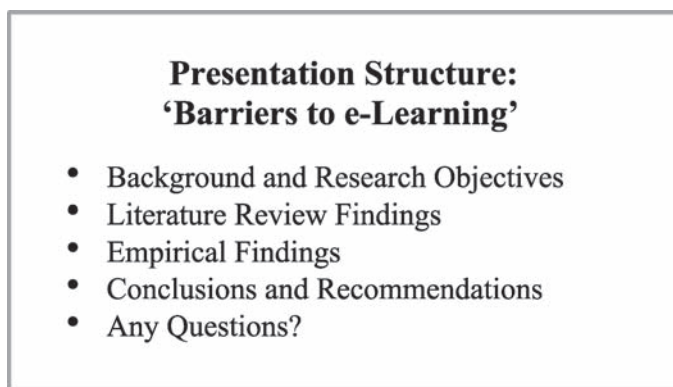 Presentation Structure:
‘Barriers to e-Learning’
• Background and Research Objectives
• Literature Review Findings
• Empirical Findings
• Conclusions and Recommendations
• Any Questions?